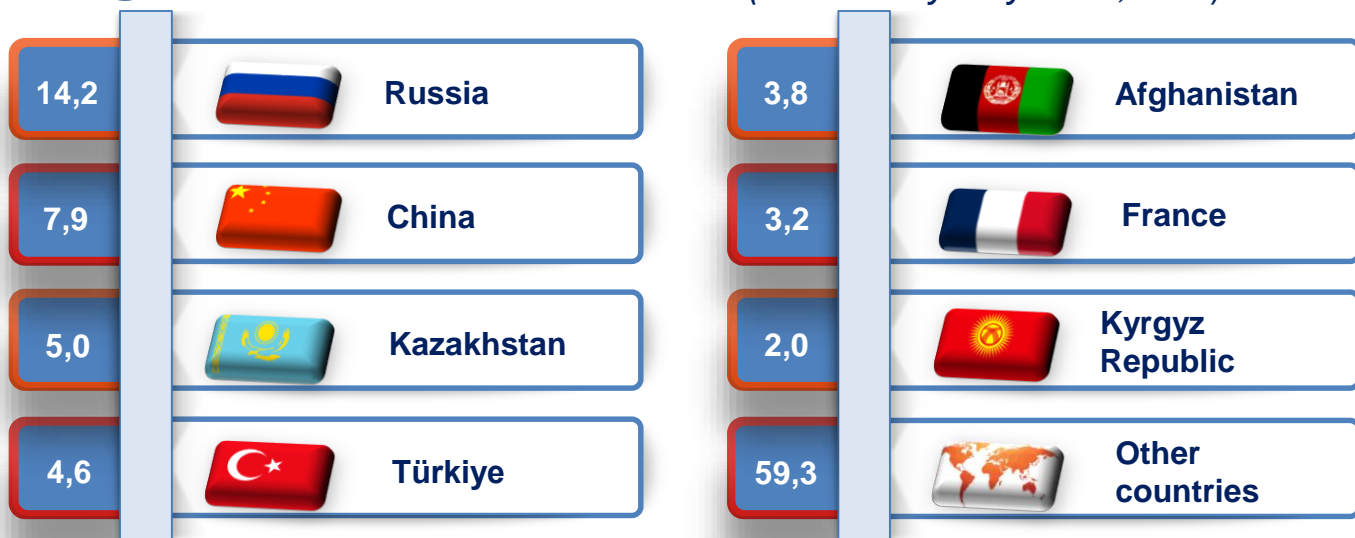 14,2 Russia
7,9 China
5,0 Kazakhstan
4,6 Türkiye
3,8 Afghanistan
3,2 France
2,0 Kyrgyz
Republic
59,3 Other
countries